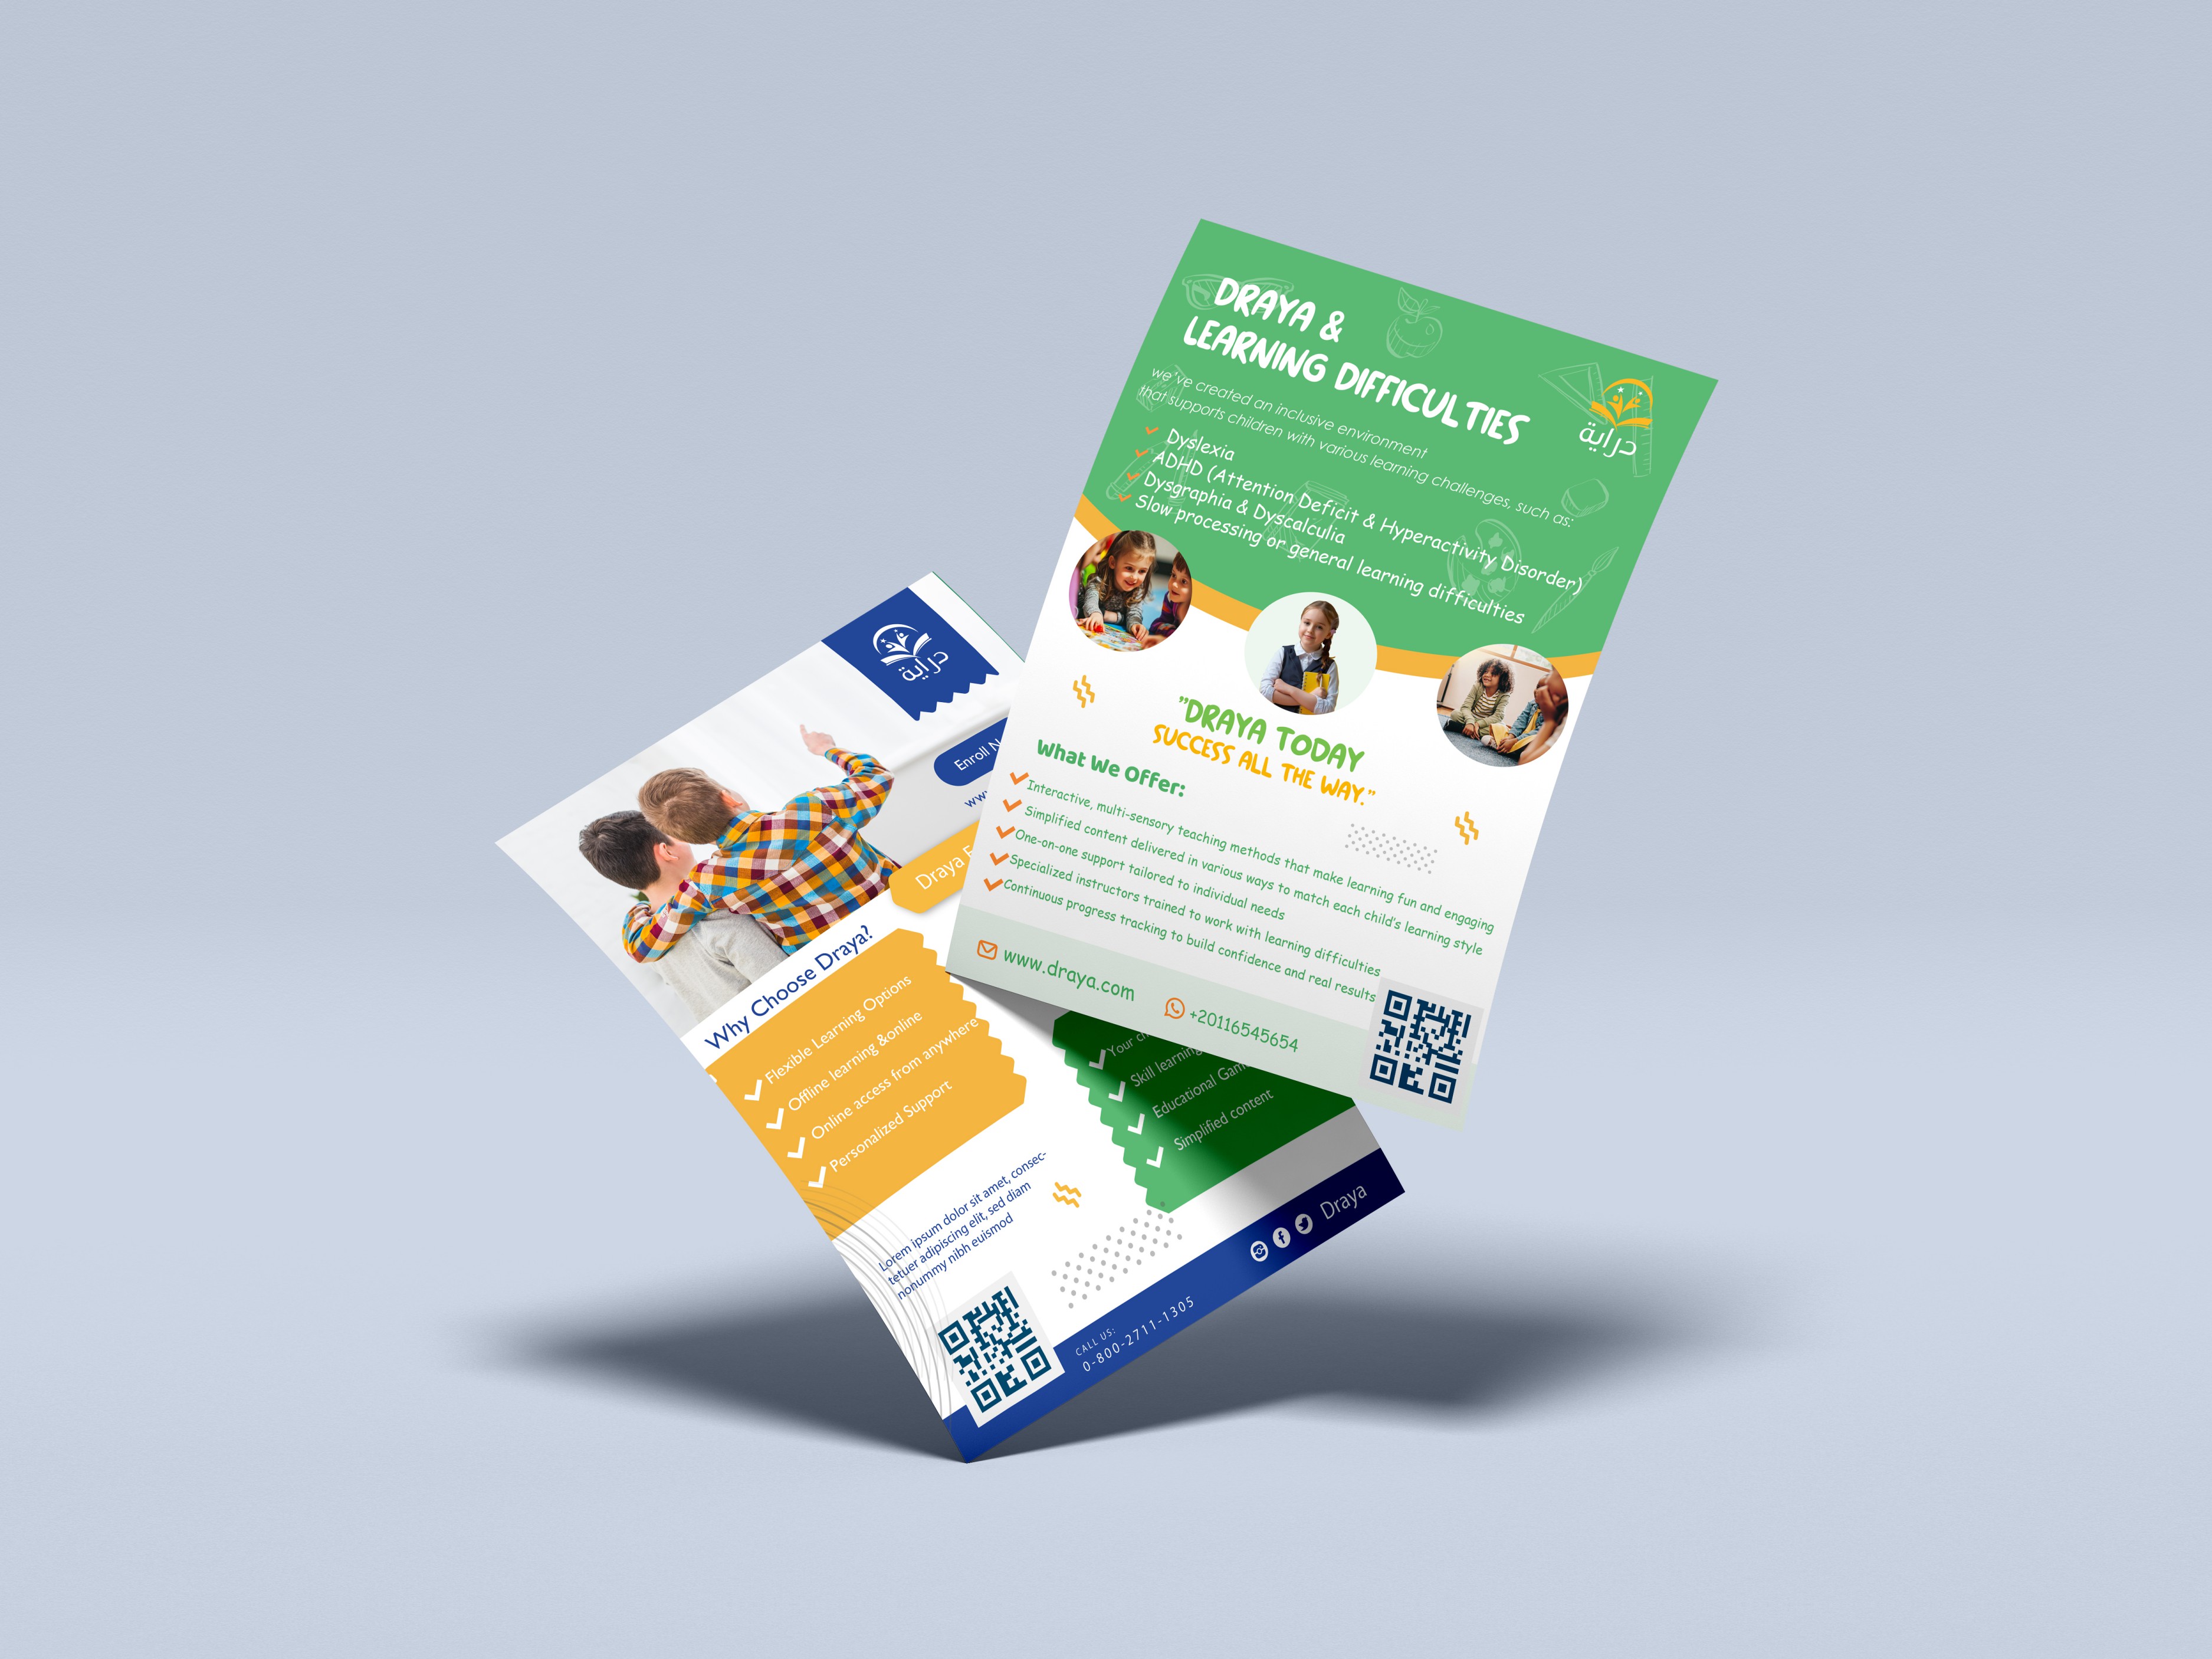 DRAYA &
LEARNING DIFFICULTIES
we've created an inclusive environment
that supports children with various learning challenges, such as:
Dyslexia
ADHD (Attention Deficit & Hyperactivity Disorder)
Dysgraphia & Dyscalculia
Slow processing or general learning difficulties
دراية
"DRAYA TODAY
SUCCESS ALL THE WAY."
What We Offer:
Interactive, multi-sensory teaching methods that make learning fun and engaging
Simplified content delivered in various ways to match each child's learning style
One-on-one support tailored to individual needs
Specialized instructors trained to work with learning difficulties
Continuous progress tracking to build confidence and real results
www.draya.com
+20116545654
دراية
Enroll N
www
Draya
Why Choose Draya?
Flexible Learning Options
Offline learning &online
Online access from anywhere
Personalized Support
Your
Skill learning
Educational Gam
Simplified content
Lorem ipsum dolor sit amet, consec-
tetuer adipiscing elit, sed diam
nonummy nibh euismod
CALL US:
0-800-2711-1305
Draya